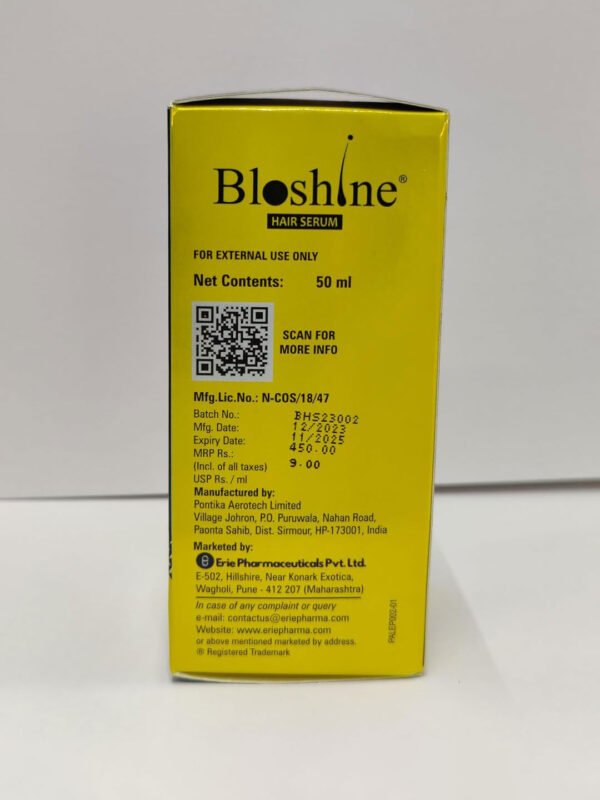 Bloshine®
HAIR SERUM
FOR EXTERNAL USE ONLY
Net Contents: 50 ml
SCAN FOR
MORE INFO
Mfg.Lic.No.: N-COS/18/47
Batch No.: BHS23002
Mfg. Date: 12/2023
Expiry Date: 11/2025
MRP Rs.: 450.00
(Incl. of all taxes) 9.00
USP Rs. / ml
Manufactured by:
Pontika Aerotech Limited
Village Johron, P.O. Puruwala, Nahan Road,
Paonta Sahib, Dist. Sirmour, HP-173001, India
Marketed by:
Erie Pharmaceuticals Pvt. Ltd.
E-502, Hillshire, Near Konark Exotica,
Wagholi, Pune - 412 207 (Maharashtra)
In case of any complaint or query
e-mail: contactus@eriepharma.com
Website: www.eriepharma.com
or above mentioned marketed by address.
® Registered Trademark
PALEP002-01